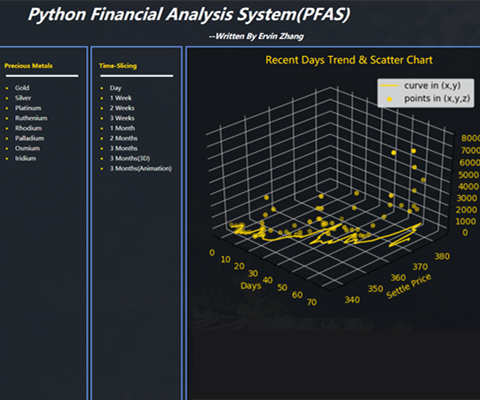 Python Financial Analysis System(PFAS)
--Written By Ervin Zhang
Precious Metals
Gold
Silver
Platinum
Ruthenium
Rhodium
Palladium
Osmium
Iridium
Time-Slicing
Day
1 Week
2 Weeks
3 Weeks
1 Month
2 Months
3 Months
3 Months(3D)
3 Months(Animation)
Recent Days Trend & Scatter Chart
curve in (x,y)
points in (x,y,z)
8000
7000
6000
5000
4000
3000
2000
1000
0
0
10
20
30
40
50
60
70
Days
340
350
360
370
380
Settle Price